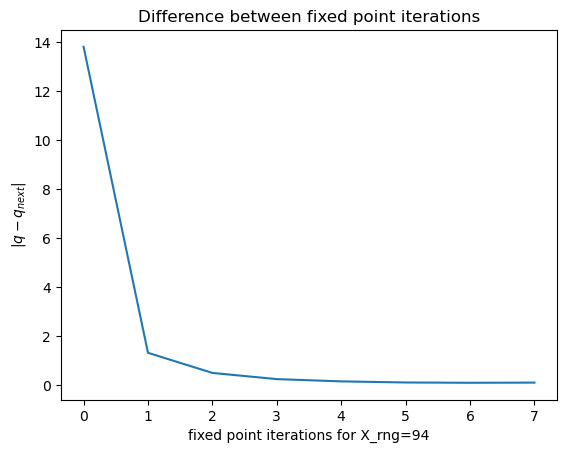 Difference between fixed point iterations
14
12
10
8
6
4
2
0
|q − q_next|
0 1 2 3 4 5 6 7
fixed point iterations for X_rng=94